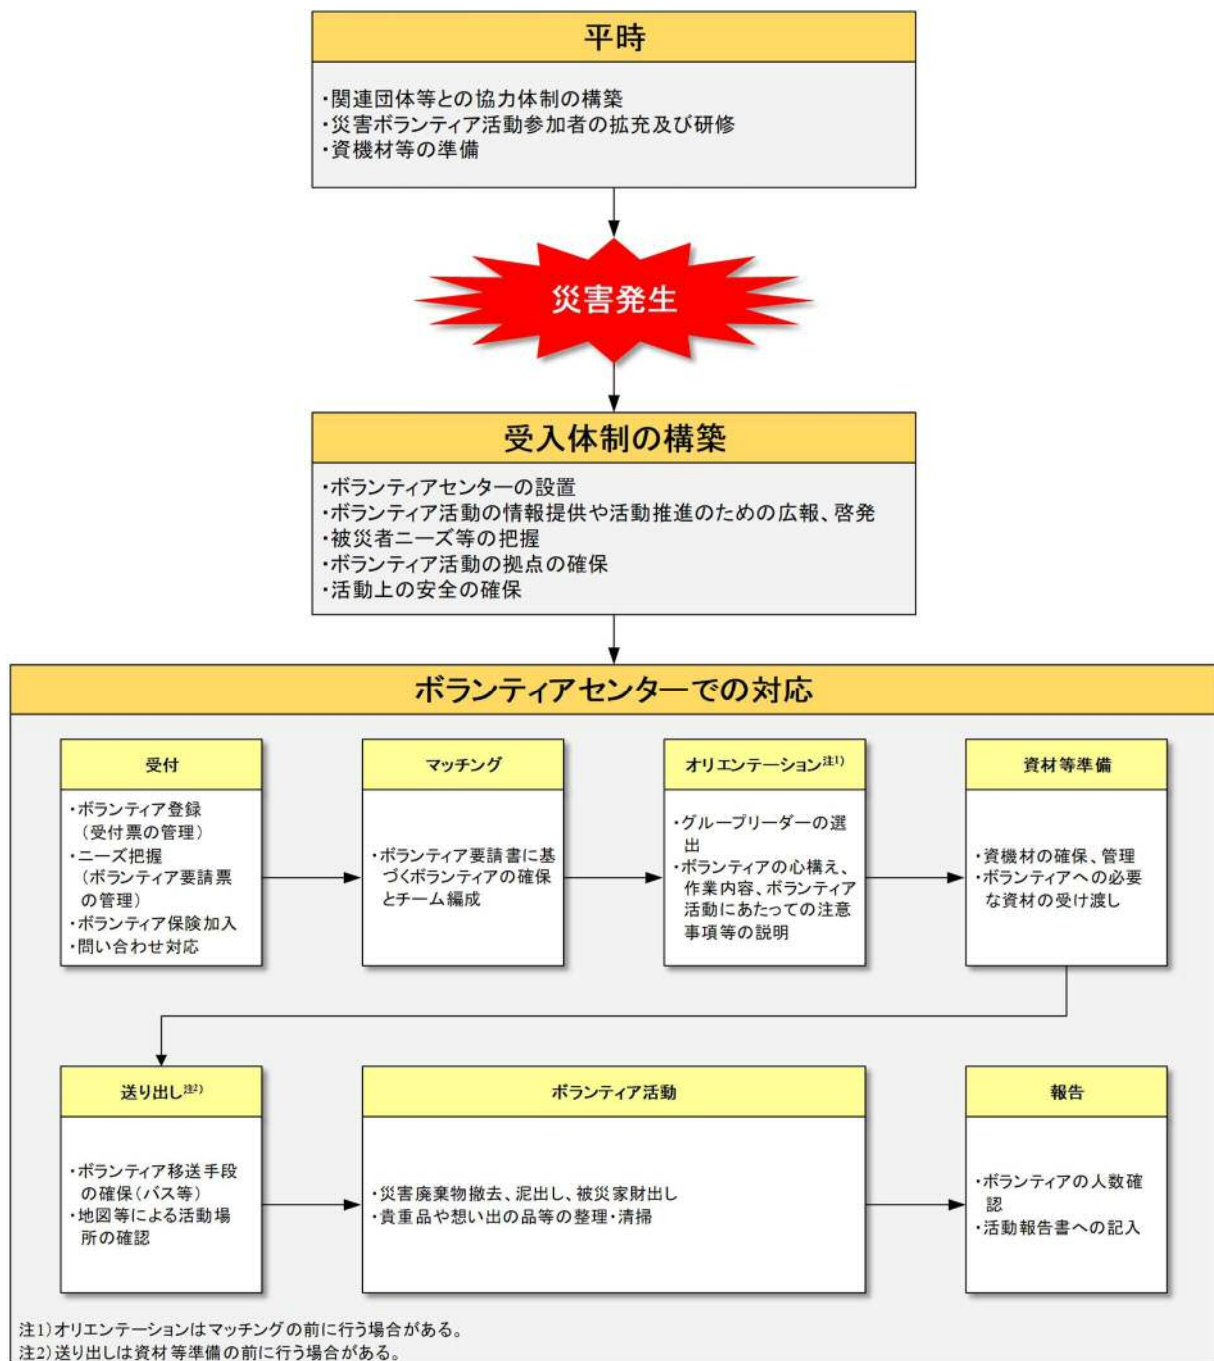 平時
・関連団体等との協力体制の構築
・災害ボランティア活動参加者の拡充及び研修
・資機材等の準備
災害発生
受入体制の構築
・ボランティアセンターの設置
・ボランティア活動の情報提供や活動推進のための広報、啓発
・被災者ニーズ等の把握
・ボランティア活動の拠点の確保
・活動上の安全の確保
ボランティアセンターでの対応
受付
・ボランティア登録
(受付票の管理)
・ニーズ把握
(ボランティア要請票
の管理)
・ボランティア保険加入
・問い合わせ対応
マッチング
・ボランティア要請書に基
づくボランティアの確保
とチーム編成
オリエンテーション注1)
・グループリーダーの選
出
・ボランティアの心構え、
作業内容、ボランティア
活動にあたっての注意
事項等の説明
資材等準備
・資機材の確保、管理
・ボランティアへの必要
な資材の受け渡し
送り出し注2)
・ボランティア移送手段
の確保(バス等)
・地図等による活動場
所の確認
ボランティア活動
・災害廃棄物撤去、泥出し、被災家財出し
・貴重品や想い出の品等の整理・清掃
報告
・ボランティアの人数確
認
・活動報告書への記入
注1)オリエンテーションはマッチングの前に行う場合がある。
注2)送り出しは資材等準備の前に行う場合がある。